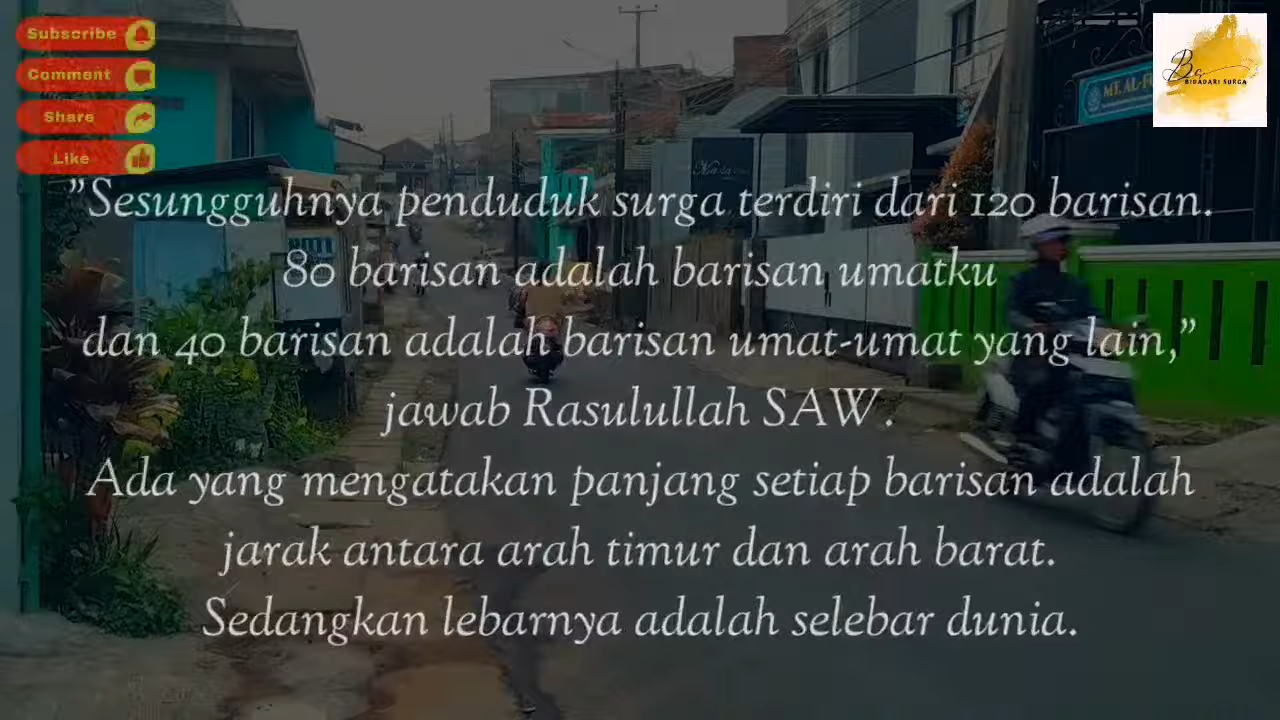 Subscribe
Comment
Share
Like
BIDADARI SURGA
"Sesungguhnya penduduk surga terdiri dari 120 barisan.
80 barisan adalah barisan umatku
dan 40 barisan adalah barisan umat-umat yang lain,"
jawab Rasulullah SAW.
Ada yang mengatakan panjang setiap barisan adalah
jarak antara arah timur dan arah barat.
Sedangkan lebarnya adalah selebar dunia.